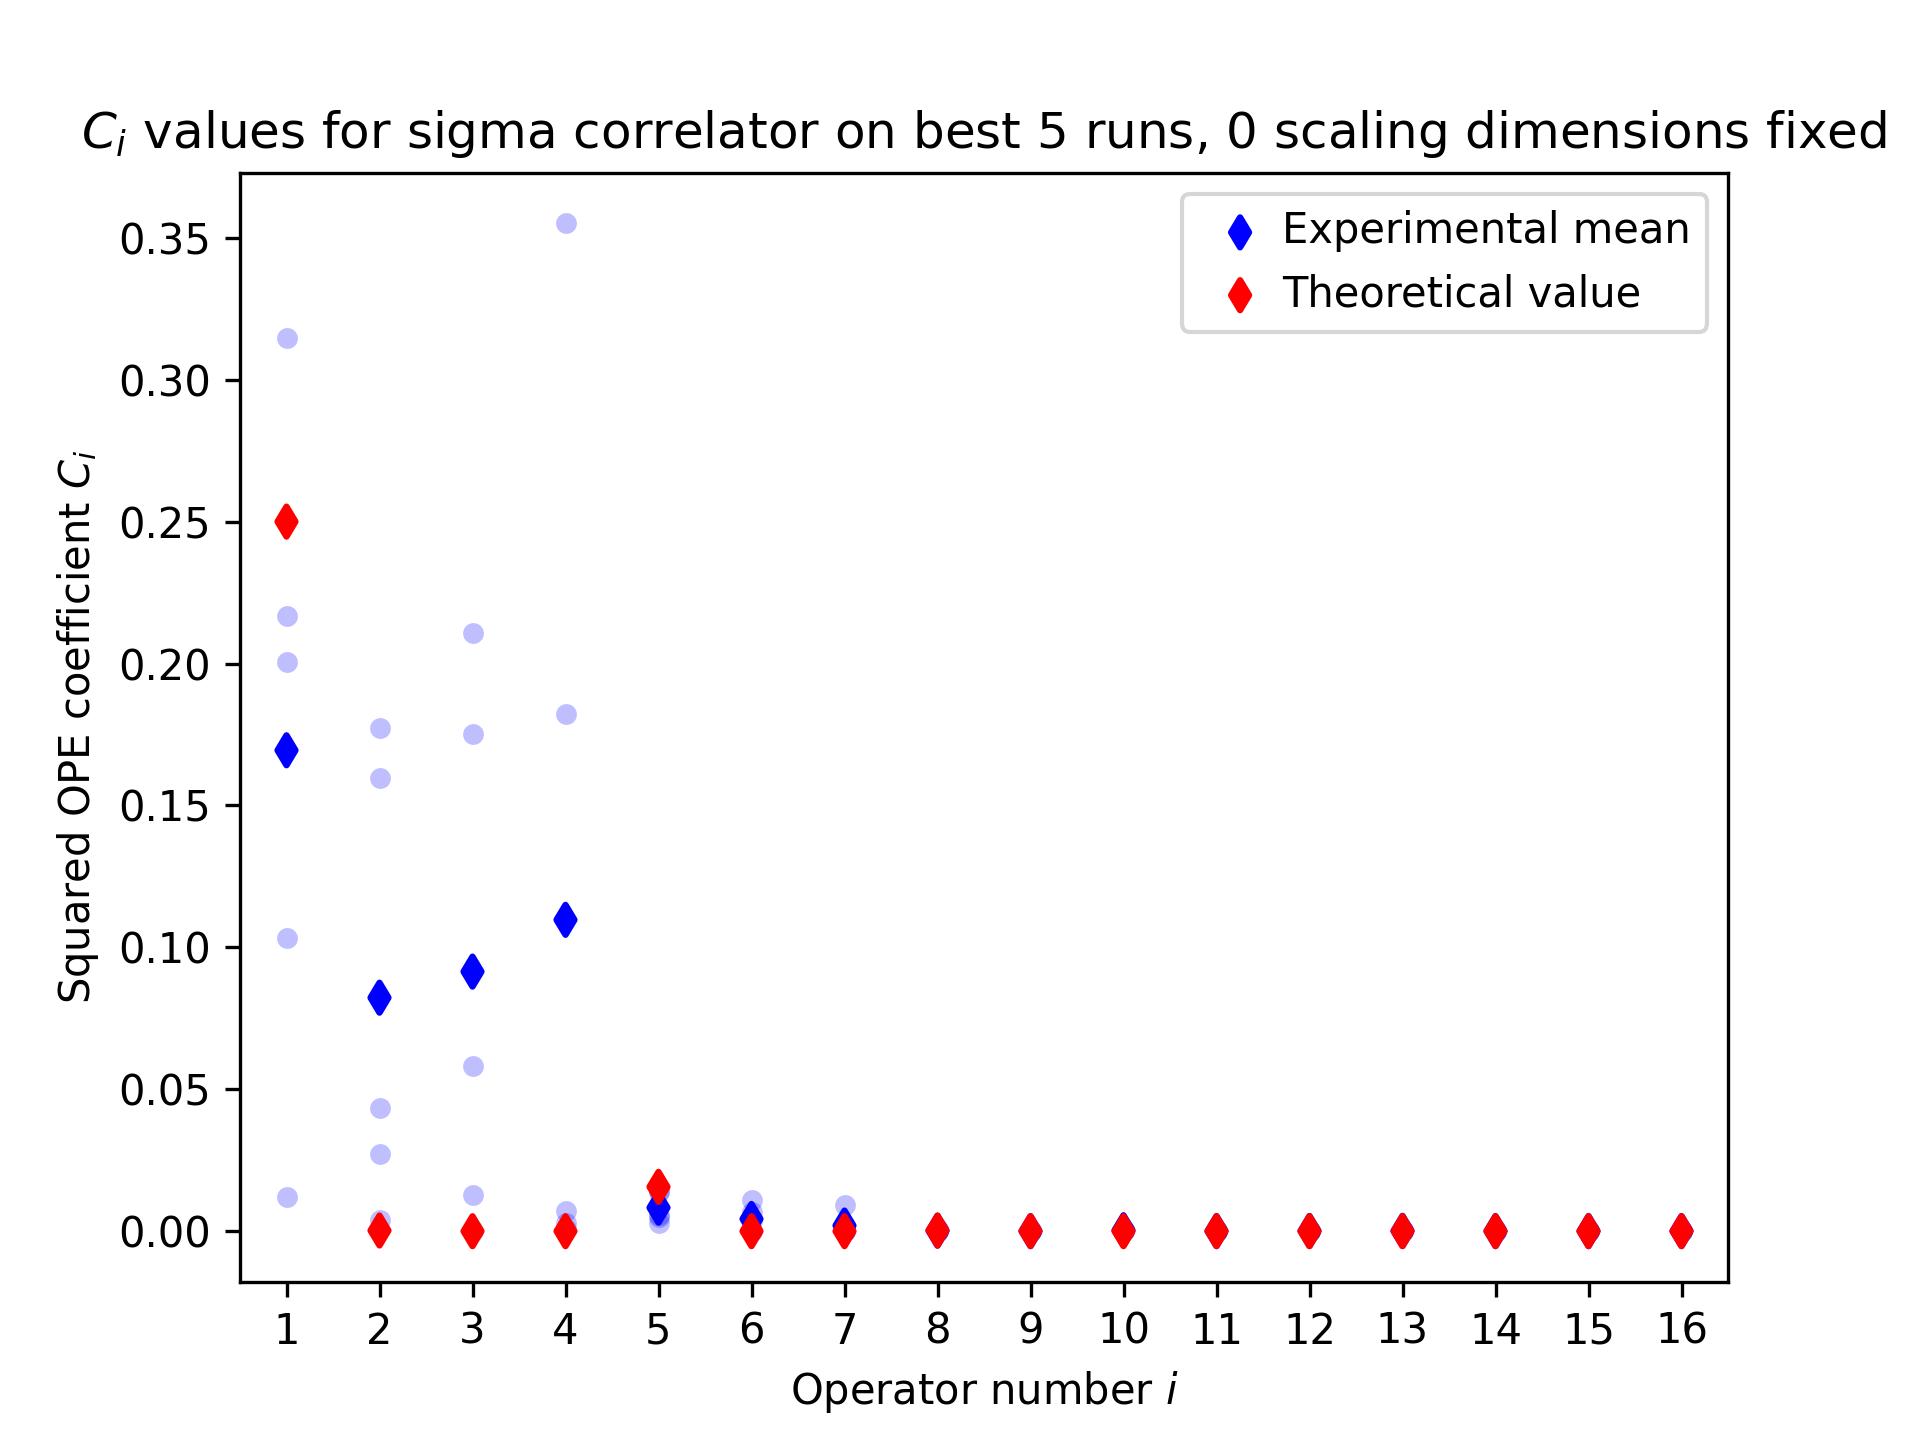 C_i values for sigma correlator on best 5 runs, 0 scaling dimensions fixed
Experimental mean
Theoretical value
Squared OPE coefficient C_i
0.35
0.30
0.25
0.20
0.15
0.10
0.05
0.00
1 2 3 4 5 6 7 8 9 10 11 12 13 14 15 16
Operator number i